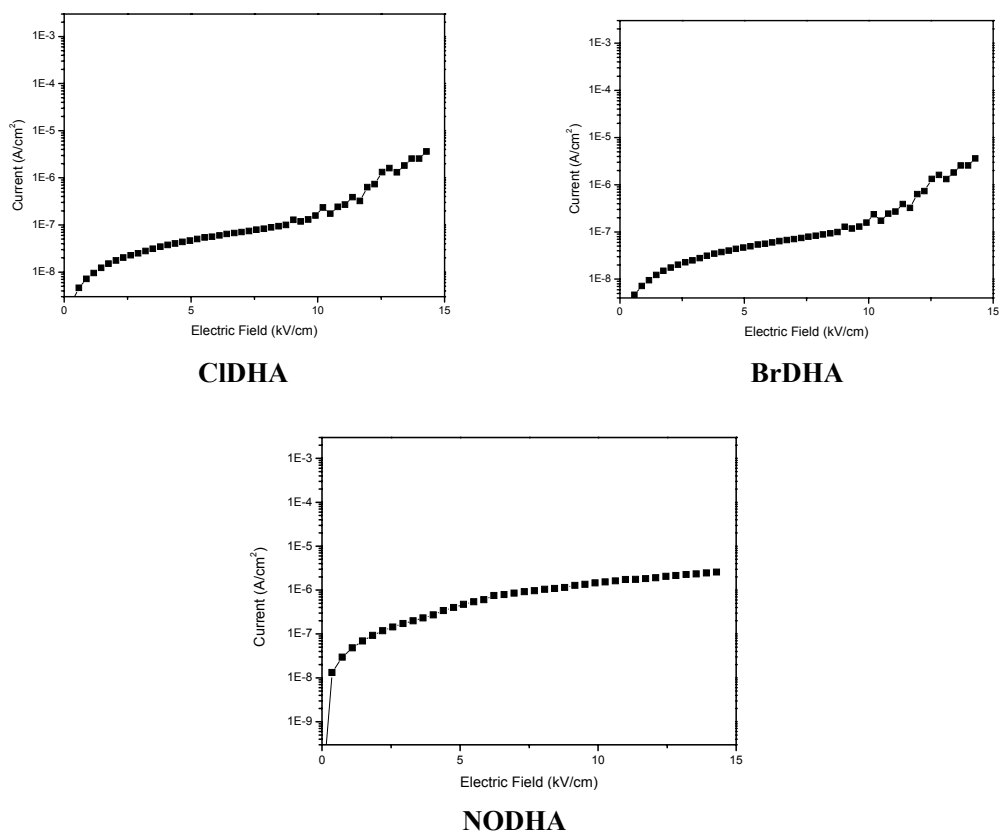 1E-3
1E-4
1E-5
1E-6
1E-7
1E-8
Current (A/cm²)
0 5 10 15
Electric Field (kV/cm)
ClDHA
1E-3
1E-4
1E-5
1E-6
1E-7
1E-8
Current (A/cm²)
0 5 10 15
Electric Field (kV/cm)
BrDHA
1E-3
1E-4
1E-5
1E-6
1E-7
1E-8
1E-9
Current (A/cm²)
0 5 10 15
Electric Field (kV/cm)
NODHA